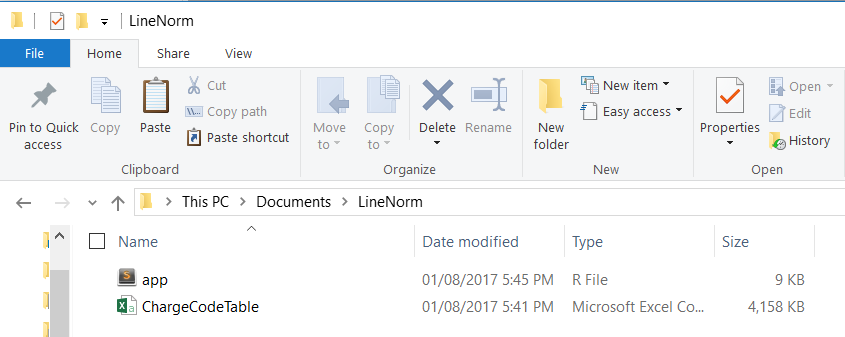 LineNorm
File Home Share View
Pin to Quick access
Copy
Paste
Cut
Copy path
Paste shortcut
Clipboard
Move to
Copy to
Delete
Rename
Organize
New folder
New item
Easy access
New
Properties
Open
Edit
History
Open
This PC Documents LineNorm
Name Date modified Type Size
app 01/08/2017 5:45 PM R File 9 KB
ChargeCodeTable 01/08/2017 5:41 PM Microsoft Excel Co... 4,158 KB